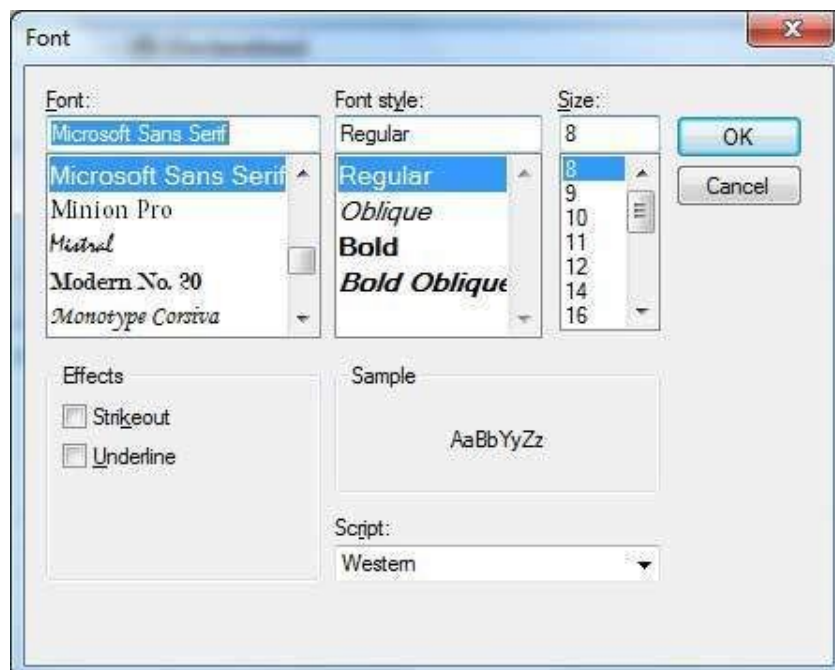 Font
Font:
Font style:
Size:
Microsoft Sans Serif
Regular
8
OK
Cancel
Microsoft Sans Serif
Minion Pro
Mistral
Modern No. 20
Monotype Corsiva
Regular
Oblique
Bold
Bold Oblique
8
9
10
11
12
14
16
Effects
Strikeout
Underline
Sample
AaBbYyZz
Script:
Western